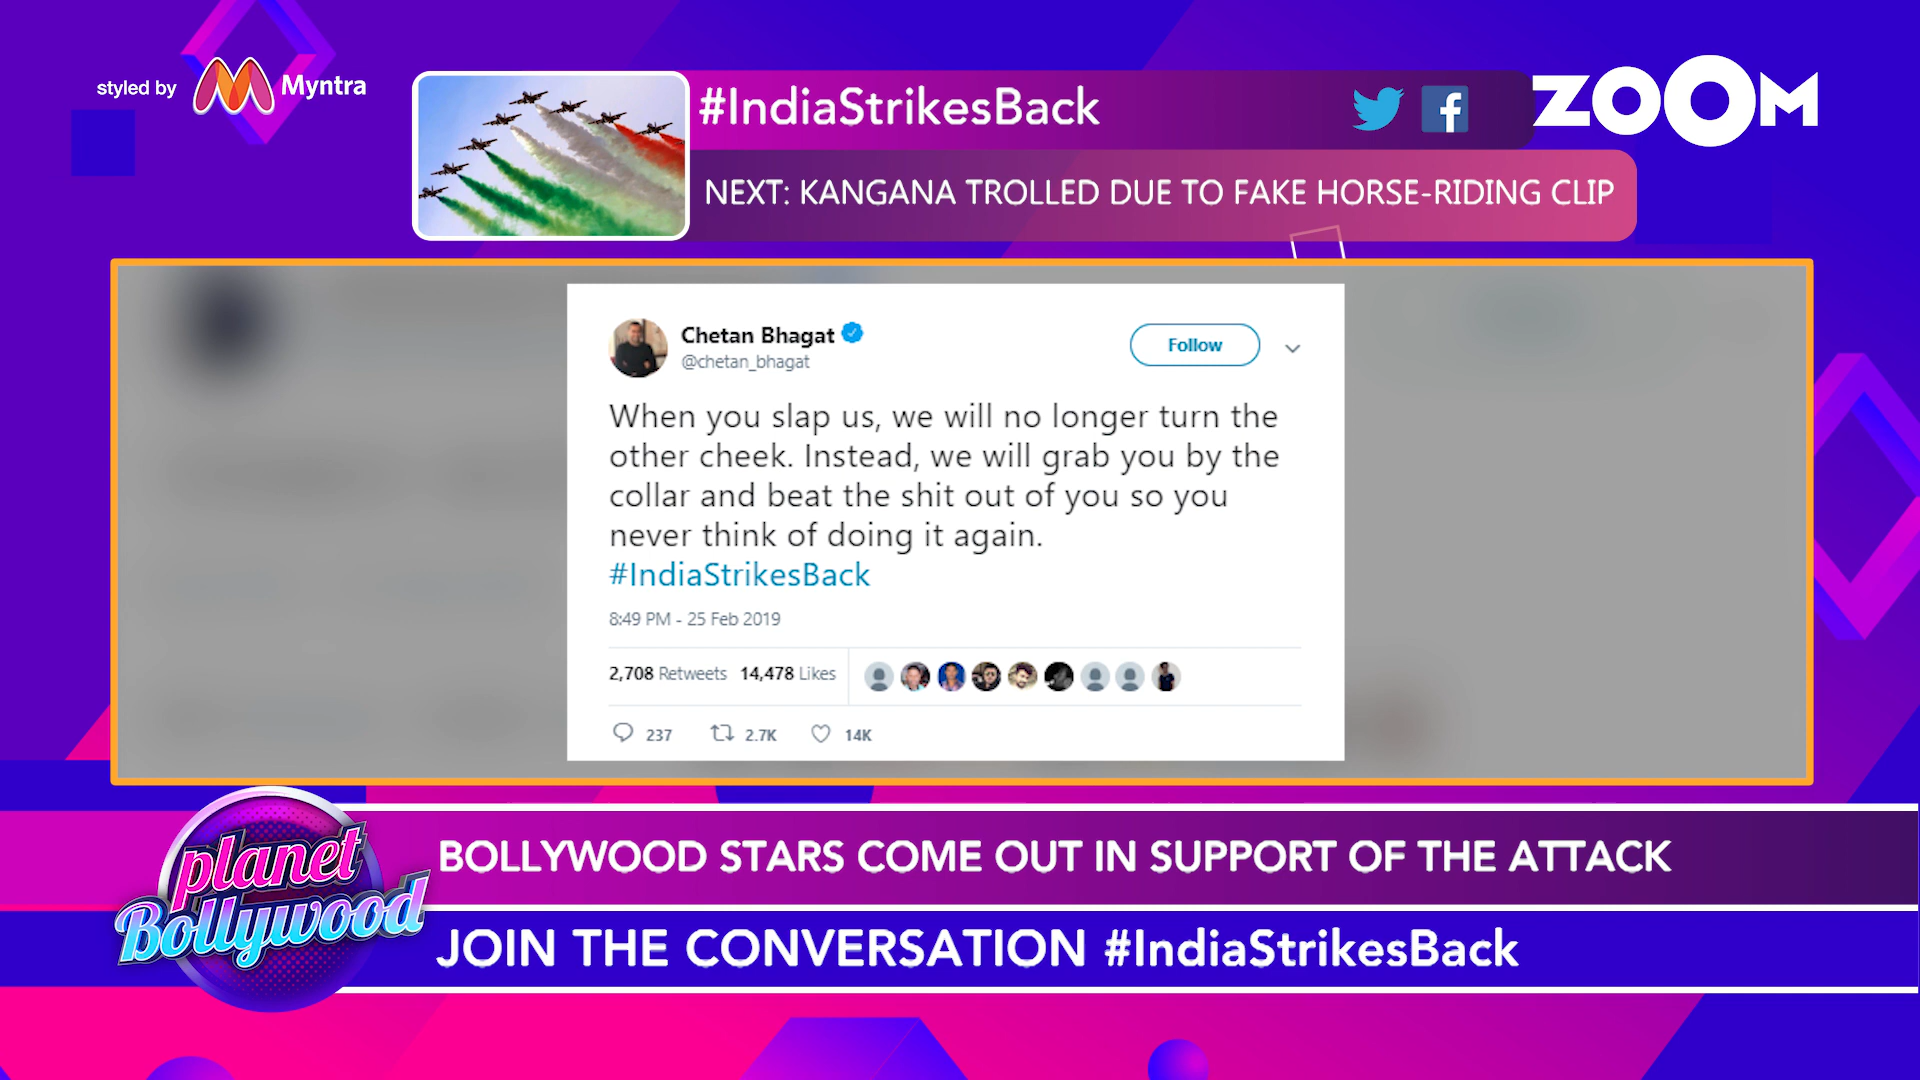 styled by Myntra
#IndiaStrikesBack
ZOOM
NEXT: KANGANA TROLLED DUE TO FAKE HORSE-RIDING CLIP
Chetan Bhagat
@chetan_bhagat
Follow
When you slap us, we will no longer turn the
other cheek. Instead, we will grab you by the
collar and beat the shit out of you so you
never think of doing it again.
#IndiaStrikesBack
8:49 PM - 25 Feb 2019
2,708 Retweets 14,478 Likes
237 2.7K 14K
planet
Bollywood
BOLLYWOOD STARS COME OUT IN SUPPORT OF THE ATTACK
JOIN THE CONVERSATION #IndiaStrikesBack